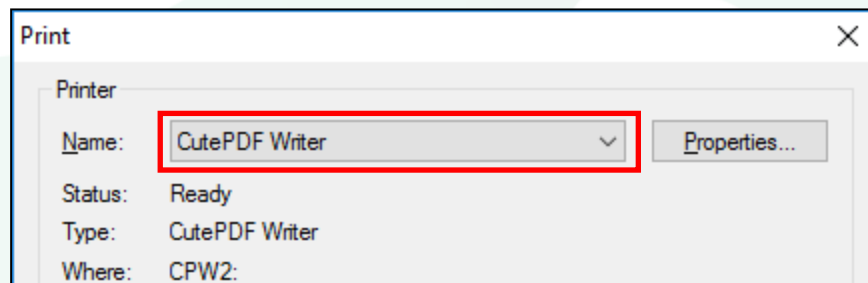 Print
Printer
Name: CutePDF Writer Properties...
Status: Ready
Type: CutePDF Writer
Where: CPW2: